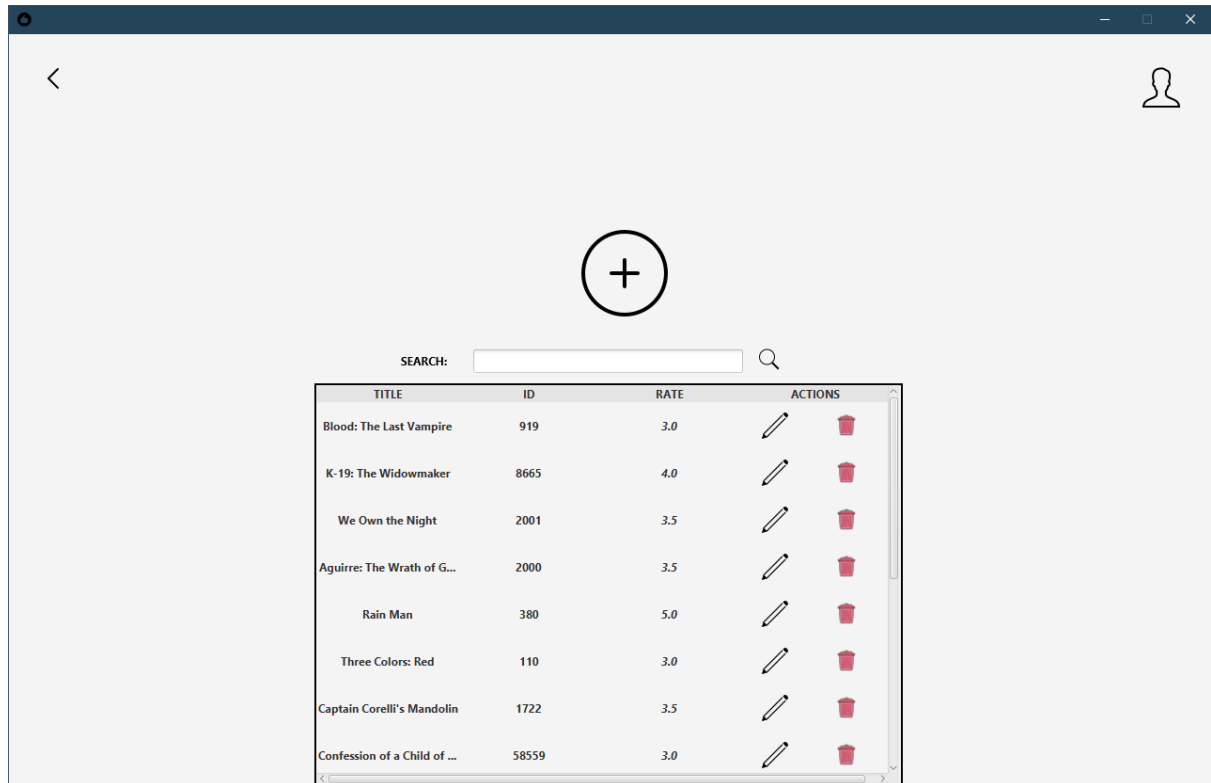 SEARCH:
TITLE ID RATE ACTIONS
Blood: The Last Vampire 919 3.0
K-19: The Widowmaker 8665 4.0
We Own the Night 2001 3.5
Aguirre: The Wrath of G... 2000 3.5
Rain Man 380 5.0
Three Colors: Red 110 3.0
Captain Corelli's Mandolin 1722 3.5
Confession of a Child of ... 58559 3.0